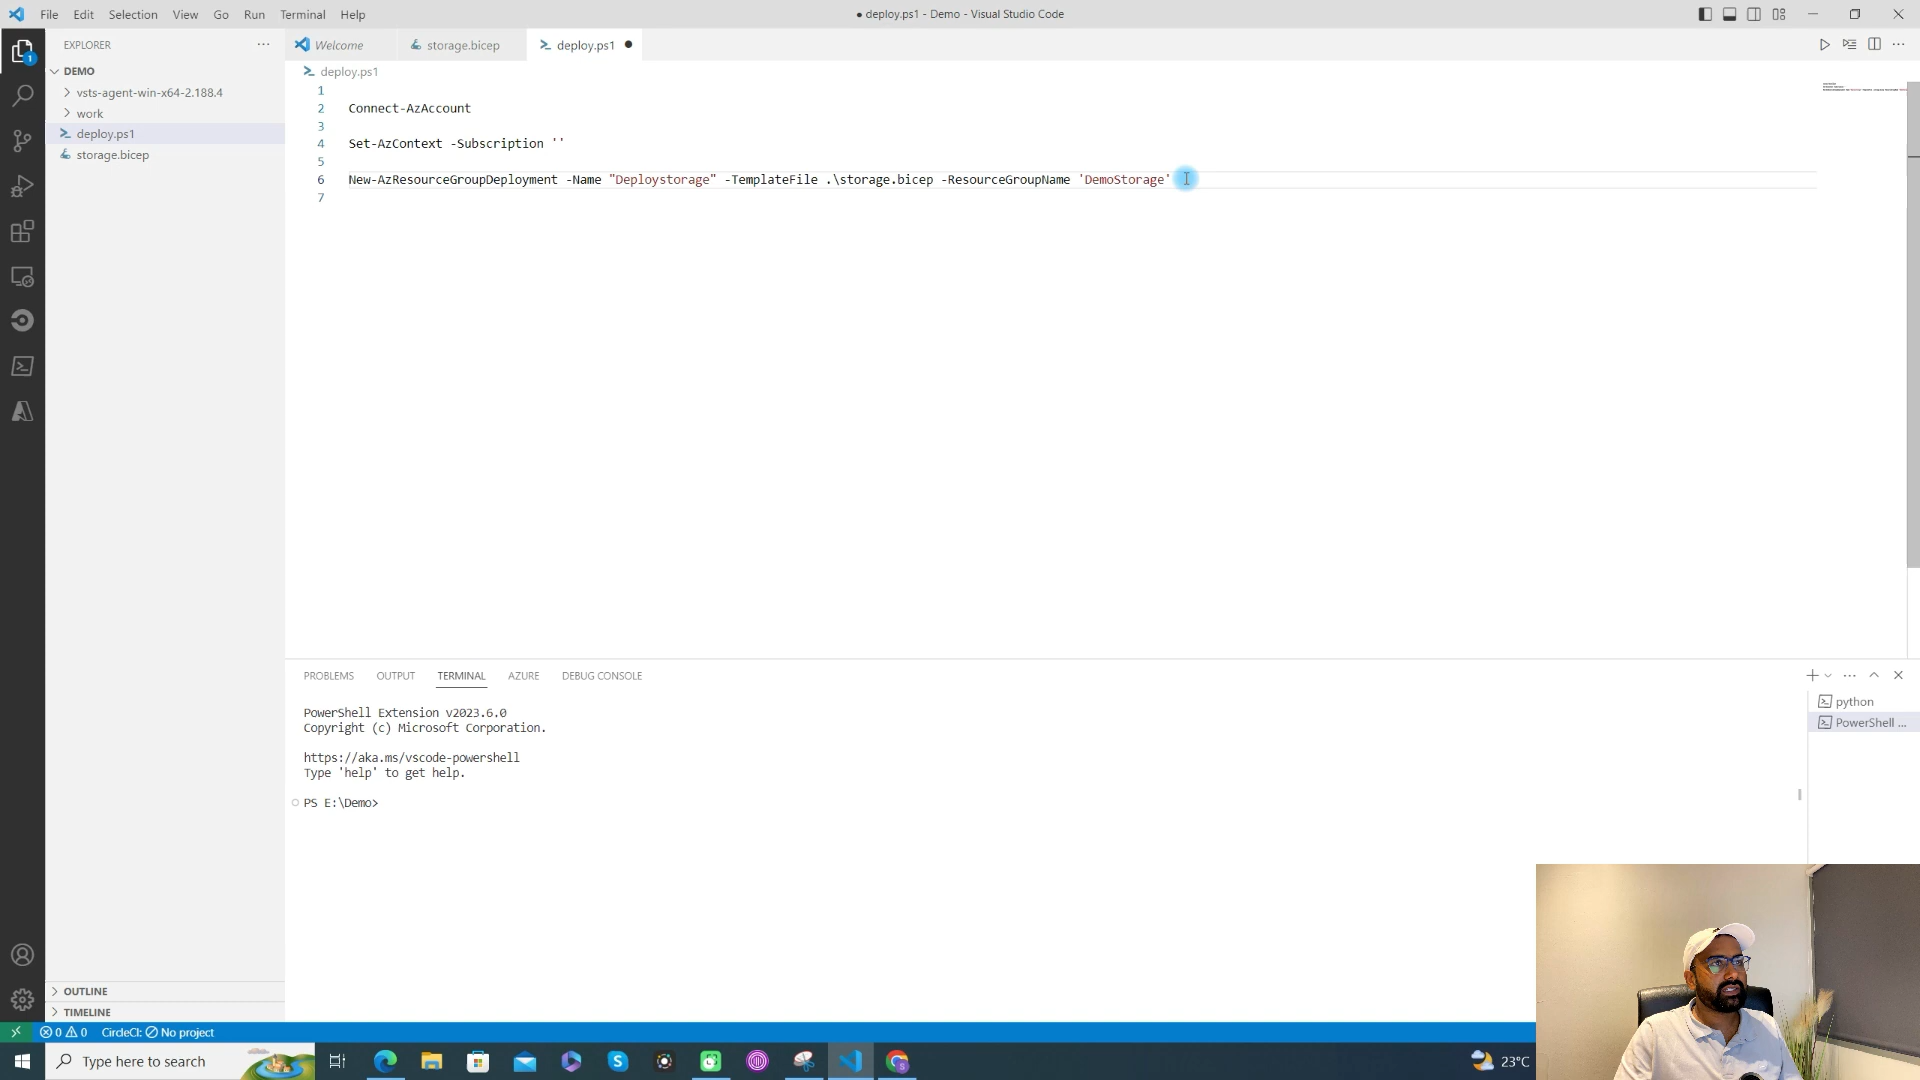 File Edit Selection View Go Run Terminal Help
● deploy.ps1 - Demo - Visual Studio Code
EXPLORER
Welcome
storage.bicep
deploy.ps1
1
DEMO
vsts-agent-win-x64-2.188.4
work
deploy.ps1
storage.bicep
deploy.ps1
1
2 Connect-AzAccount
3
4 Set-AzContext -Subscription ''
5
6 New-AzResourceGroupDeployment -Name "Deploystorage" -TemplateFile .\storage.bicep -ResourceGroupName 'DemoStorage'
7
PROBLEMS OUTPUT TERMINAL AZURE DEBUG CONSOLE
PowerShell Extension v2023.6.0
Copyright (c) Microsoft Corporation.
https://aka.ms/vscode-powershell
Type 'help' to get help.
PS E:\Demo>
python
PowerShell ...
OUTLINE
TIMELINE
0 0 CircleCI: No project
Type here to search
23°C